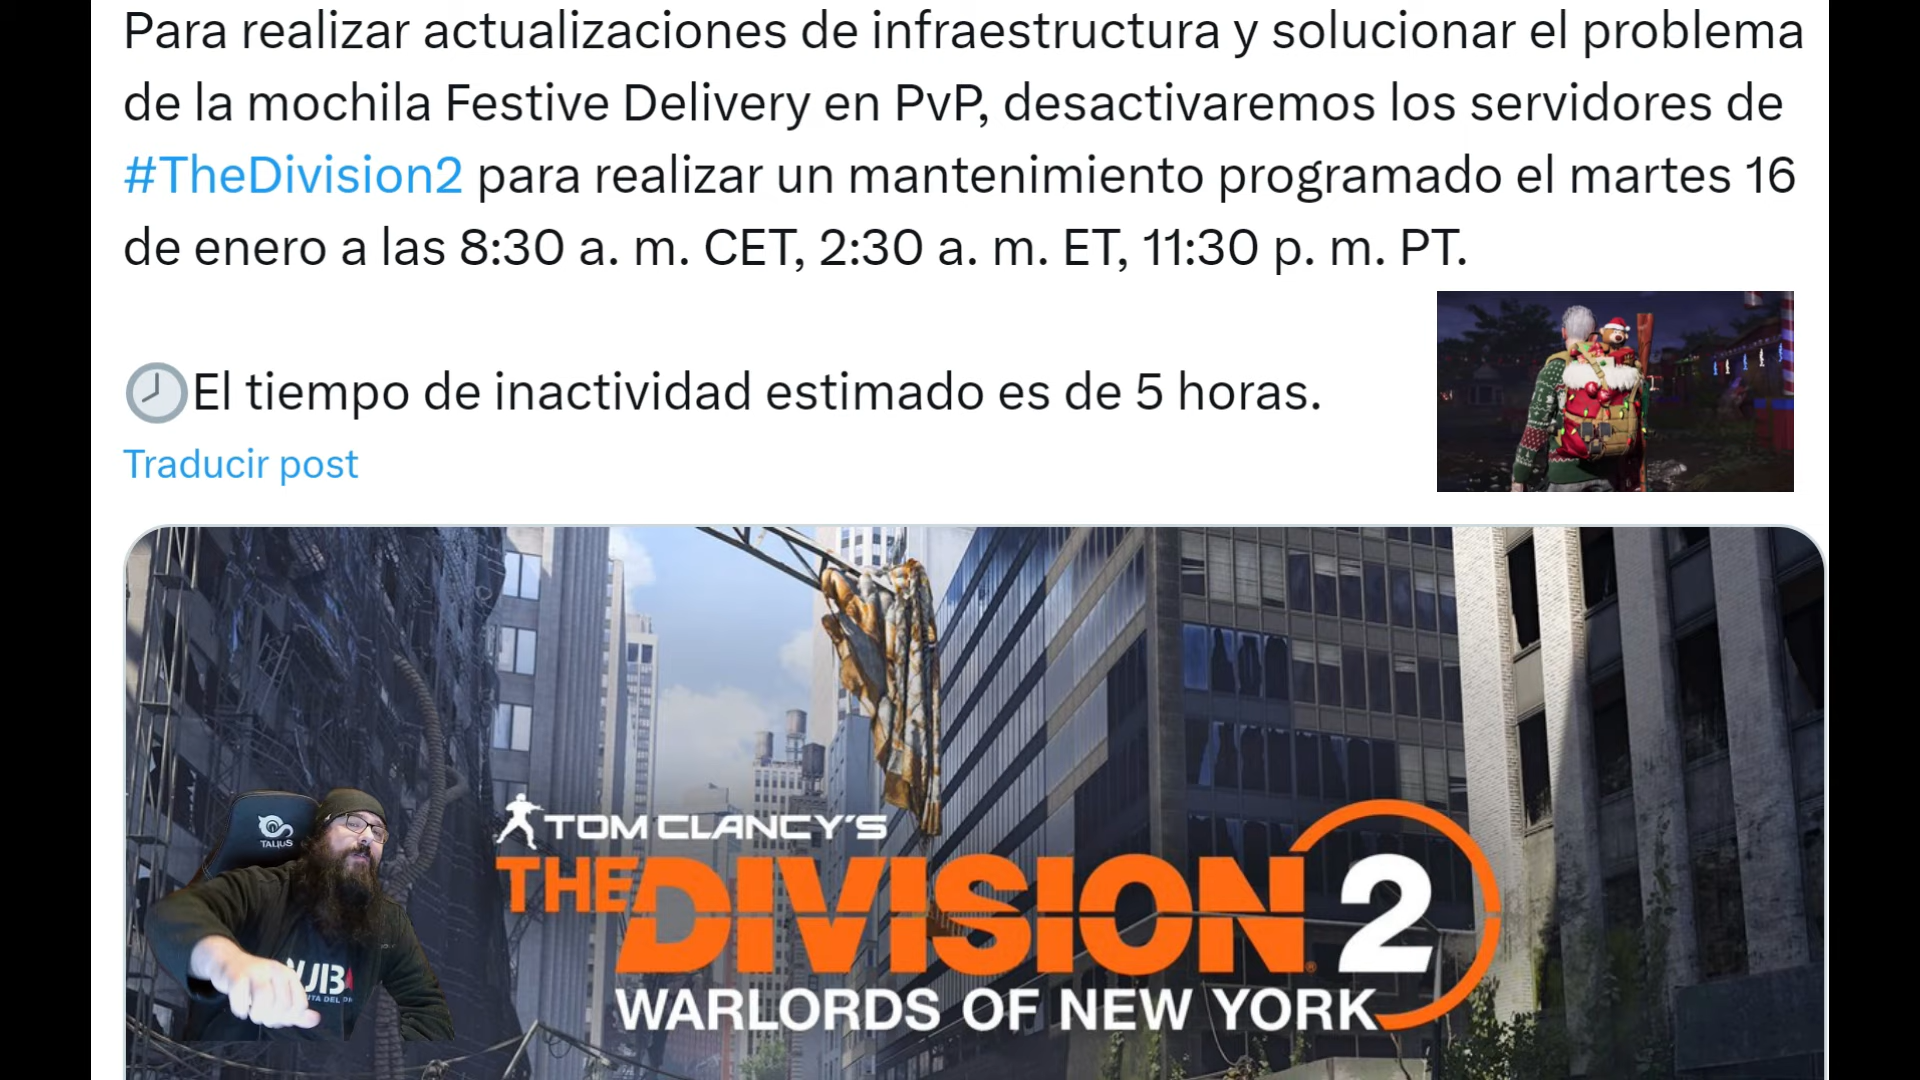 Para realizar actualizaciones de infraestructura y solucionar el problema
de la mochila Festive Delivery en PvP, desactivaremos los servidores de
#TheDivision2 para realizar un mantenimiento programado el martes 16
de enero a las 8:30 a. m. CET, 2:30 a. m. ET, 11:30 p. m. PT.
El tiempo de inactividad estimado es de 5 horas.
Traducir post
TOM CLANCY'S
THE DIVISION 2
WARLORDS OF NEW YORK
TALIUS